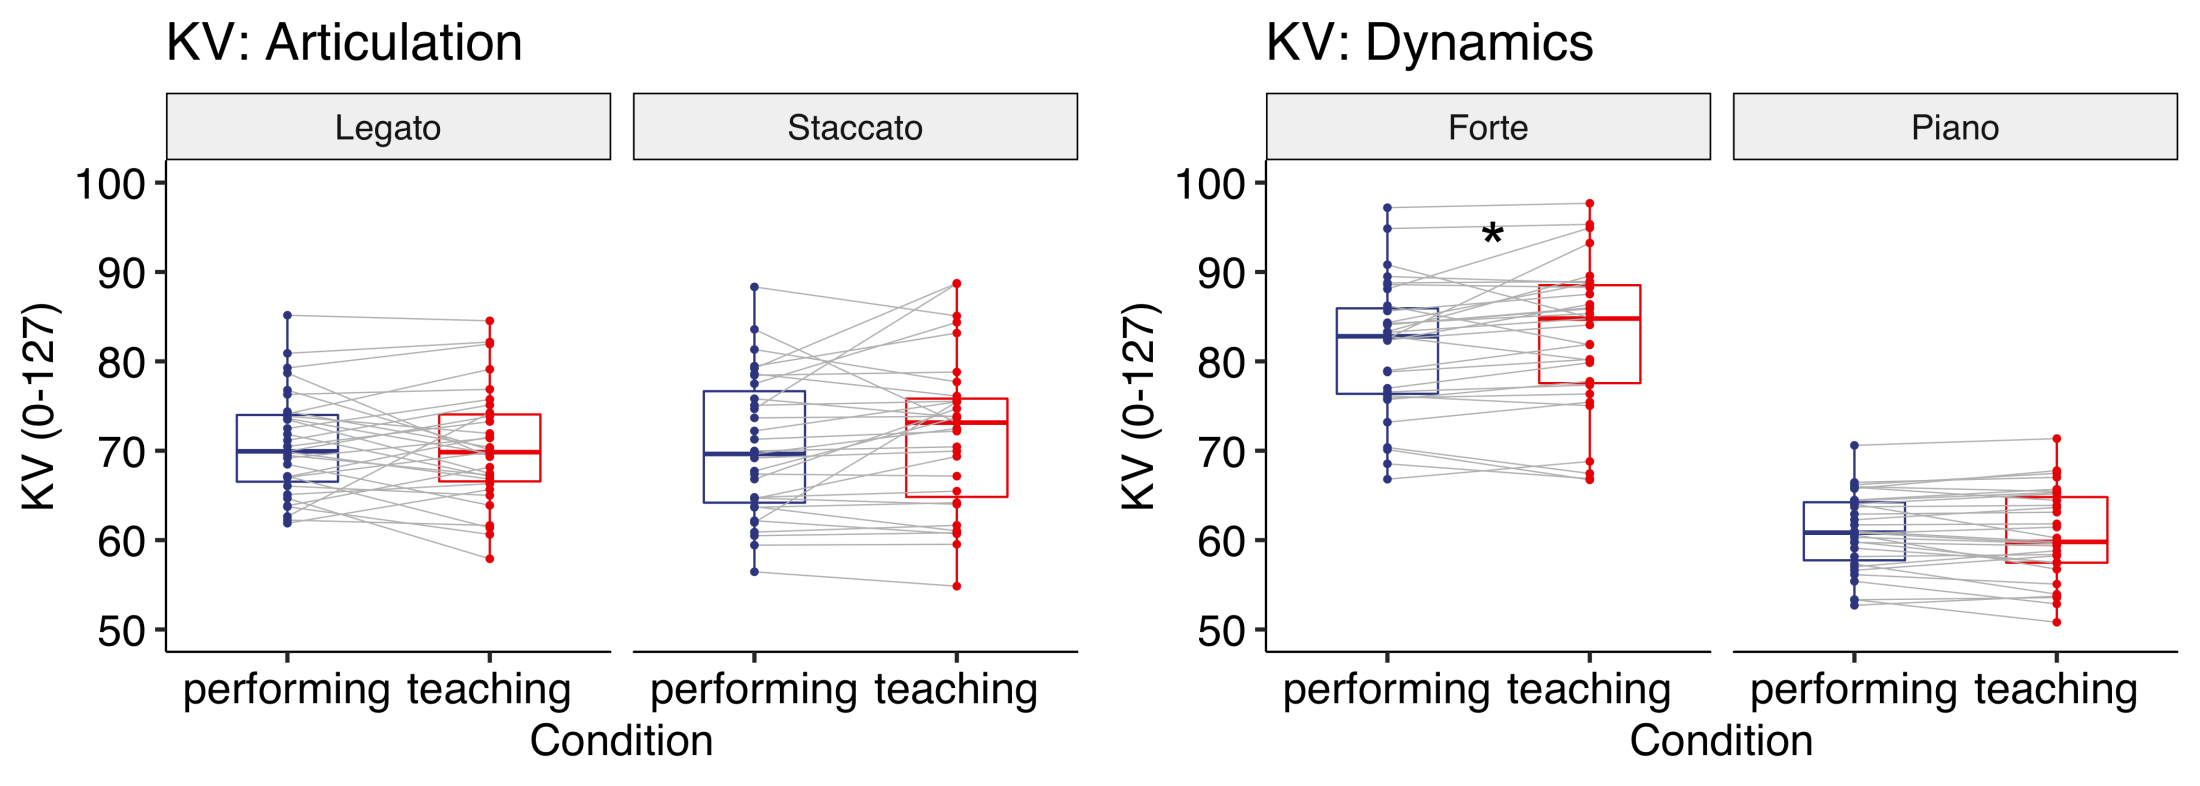 KV: Articulation
Legato
Staccato
KV (0-127)
100
90
80
70
60
50
performing teaching
performing teaching
Condition
KV: Dynamics
Forte
Piano
KV (0-127)
100
90
80
70
60
50
*
performing teaching
performing teaching
Condition